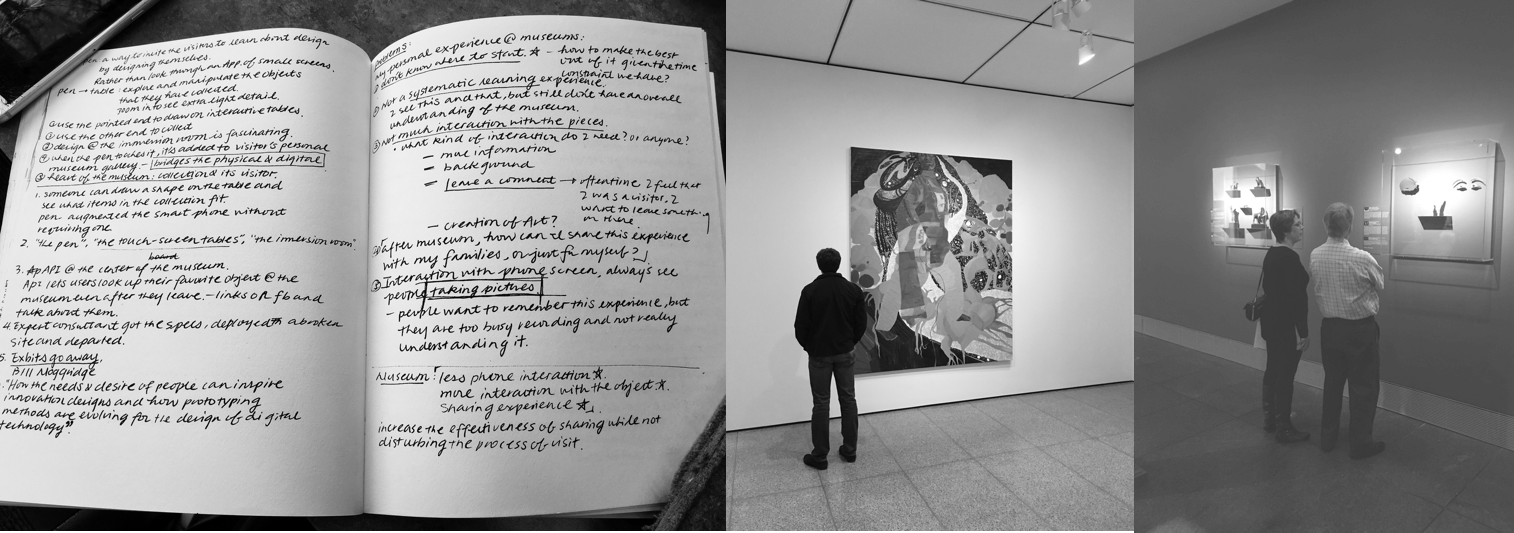 pen: a way to invite the visitors to learn about design
by designing themselves.
Rather than look through an App. of small screens.
pen → table: explore and manipulate the objects
that they have collected.
zoom in to see extra light detail.
① use the pointed end to draw on interactive tables.
② use the other end to collect
③ design @ the immersion room is fascinating.
④ when the pen touches it, it's added to visitor's personal
museum gallery - bridges the physical & digital
⑤ heart of the museum: collection & its visitor.
1. someone can draw a shape on the table and
see what items in the collection fit.
pen augmented the smart phone without
requiring one.
2. "the pen", "the touch-screen tables", "the immersion room"
board
3. API @ the center of the museum.
Api lets users look up their favorite object @ the
museum even after they leave. - links on fb and
talk about them.
4. Expert consultant got the specs, deployed a broken
site and departed.
5. Exbits go away.
Bill Moggridge
"How the needs & desire of people can inspire
innovation designs and how prototyping
methods are evolving for the design of digital
technology"
Problems:
my personal experience @ museums:
① don't know where to start. ☆ - how to make the best
out of it given the time
constraint we have?
② Not a systematic learning experience.
I see this and that, but still don't have an overall
understanding of the museum.
③ Not much interaction with the pieces.
• what kind of interaction do I need? or anyone?
- more information
- background
- leave a comment → often time I feel that
I was a visitor. I
want to leave something
on there.
- creation of Art?
④ after museum, how can I share this experience
with my families, or just for myself?
⑤ Interaction with phone screen, always see
people taking pictures
- people want to remember this experience, but
they are too busy recording and not really
understanding it.
Museum: less phone interaction ☆.
more interaction with the object ☆.
sharing experience ☆.
increase the effectiveness of sharing while not
disturbing the process of visit.